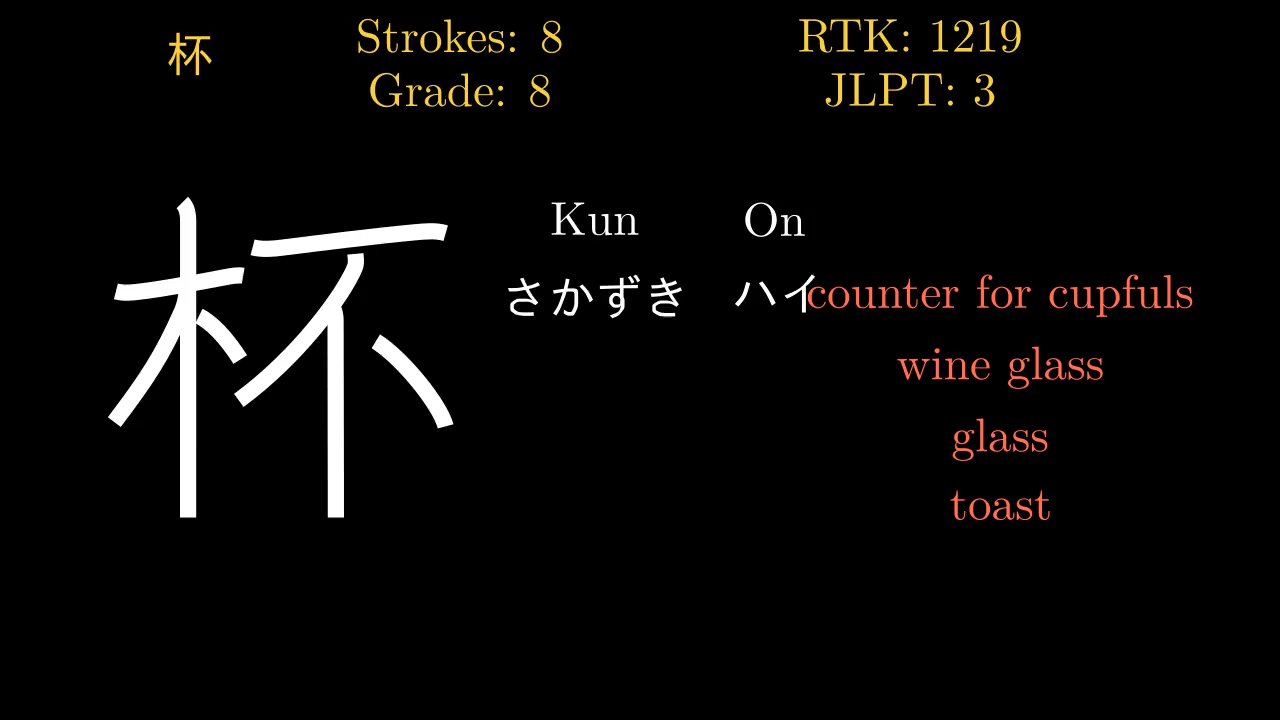 杯
Strokes: 8
Grade: 8
RTK: 1219
JLPT: 3
杯
Kun
さかずき
On
ハイ
counter for cupfuls
wine glass
glass
toast